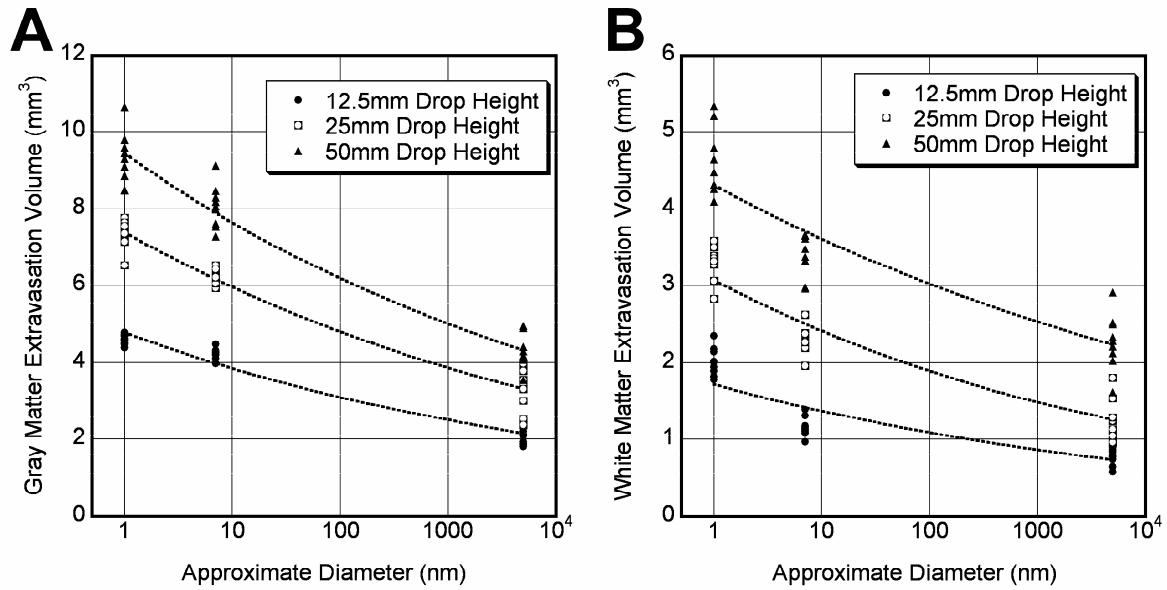 A
Gray Matter Extravasation Volume (mm³)
12
10
8
6
4
2
0
12.5mm Drop Height
25mm Drop Height
50mm Drop Height
1
10
100
1000
10⁴
Approximate Diameter (nm)
B
White Matter Extravasation Volume (mm³)
6
5
4
3
2
1
0
12.5mm Drop Height
25mm Drop Height
50mm Drop Height
1
10
100
1000
10⁴
Approximate Diameter (nm)